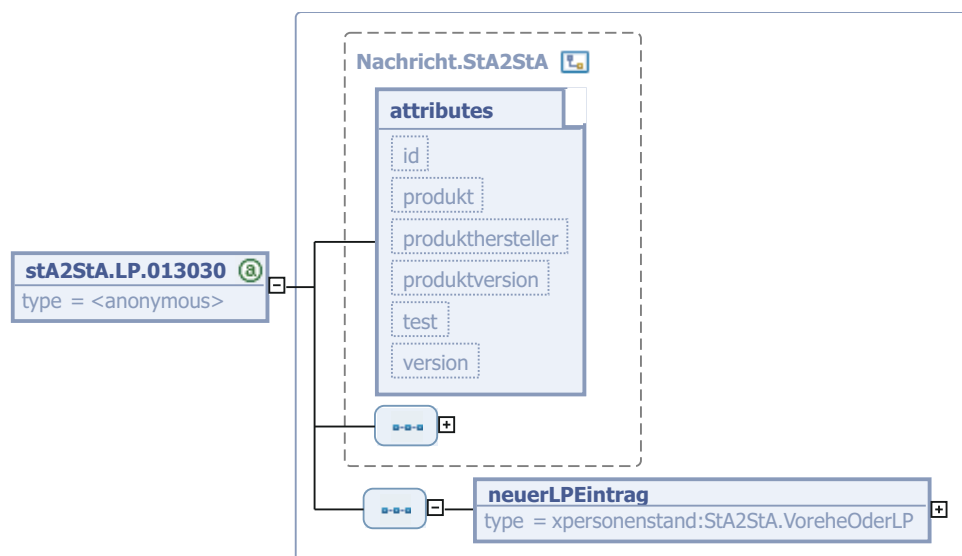 Nachricht.StA2StA
attributes
id
produkt
produkthersteller
produktversion
test
version
stA2StA.LP.013030 a
type = <anonymous>
neuerLPEintrag
type = xpersonenstand:StA2StA.VoreheOderLP